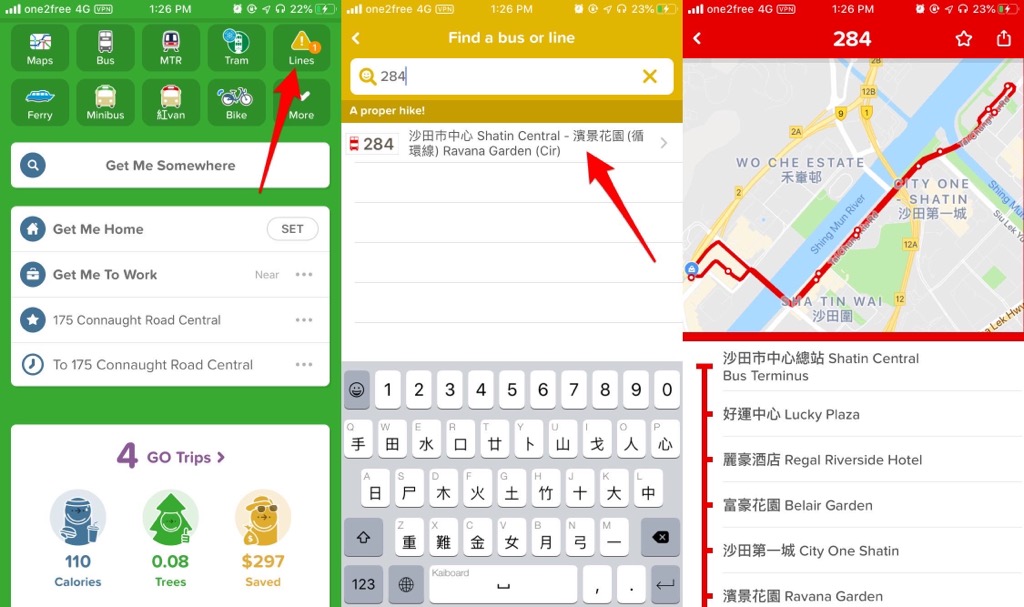 one2free 4G VPN 1:26 PM 22%
Maps Bus MTR Tram Lines 1
Ferry Minibus 紅van Bike More
Get Me Somewhere
Get Me Home SET
Get Me To Work Near
175 Connaught Road Central
To 175 Connaught Road Central
4 GO Trips
110 0.08 $297
Calories Trees Saved
one2free 4G VPN 1:26 PM 23%
Find a bus or line
284
A proper hike!
284 沙田市中心 Shatin Central - 濱景花園 (循
環線) Ravana Garden (Cir)
1 2 3 4 5 6 7 8 9 0
Q W E R T Y U I O P
手 田 水 口 廿 卜 山 戈 人 心
A S D F G H J K L
日 尸 木 火 土 竹 十 大 中
Z X C V B N M
重 難 金 女 月 弓 一
123 Kaiboard , .
one2free 4G VPN 1:26 PM 23%
284
2B
12B
9 1
2A
WO CHE ESTATE
禾輋邨
2
CITY ONE
- SHATIN
沙田第一城
Shing Mun
Siu Lek Yu
Shing Mun River
12A
12
SHA TIN WAI
沙田圍
ta Lek Hwy
沙田市中心總站 Shatin Central
Bus Terminus
好運中心 Lucky Plaza
麗豪酒店 Regal Riverside Hotel
富豪花園 Belair Garden
沙田第一城 City One Shatin
濱景花園 Ravana Garden